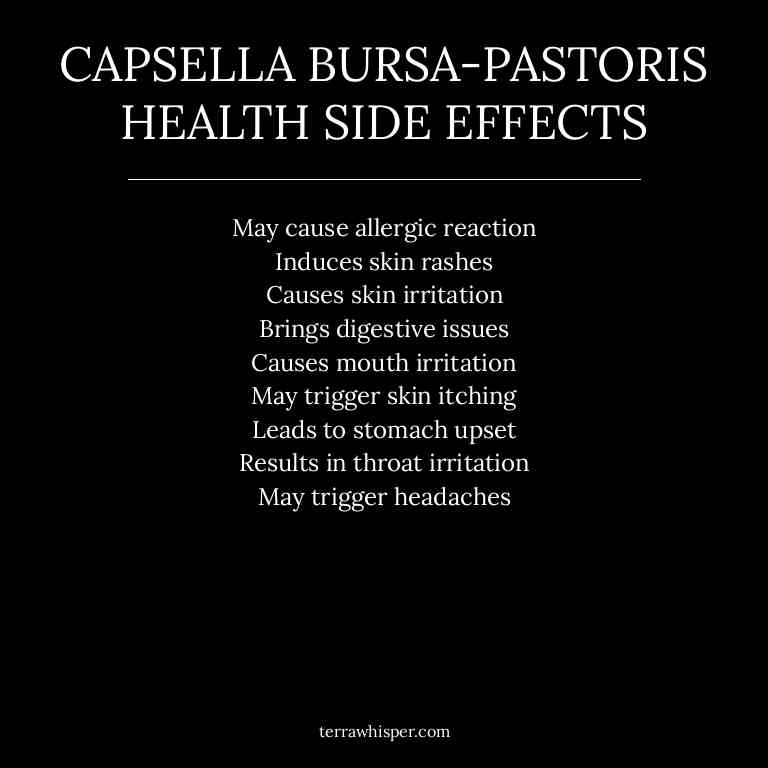 CAPSELLA BURSA-PASTORIS
HEALTH SIDE EFFECTS
May cause allergic reaction
Induces skin rashes
Causes skin irritation
Brings digestive issues
Causes mouth irritation
May trigger skin itching
Leads to stomach upset
Results in throat irritation
May trigger headaches
terrawhisper.com